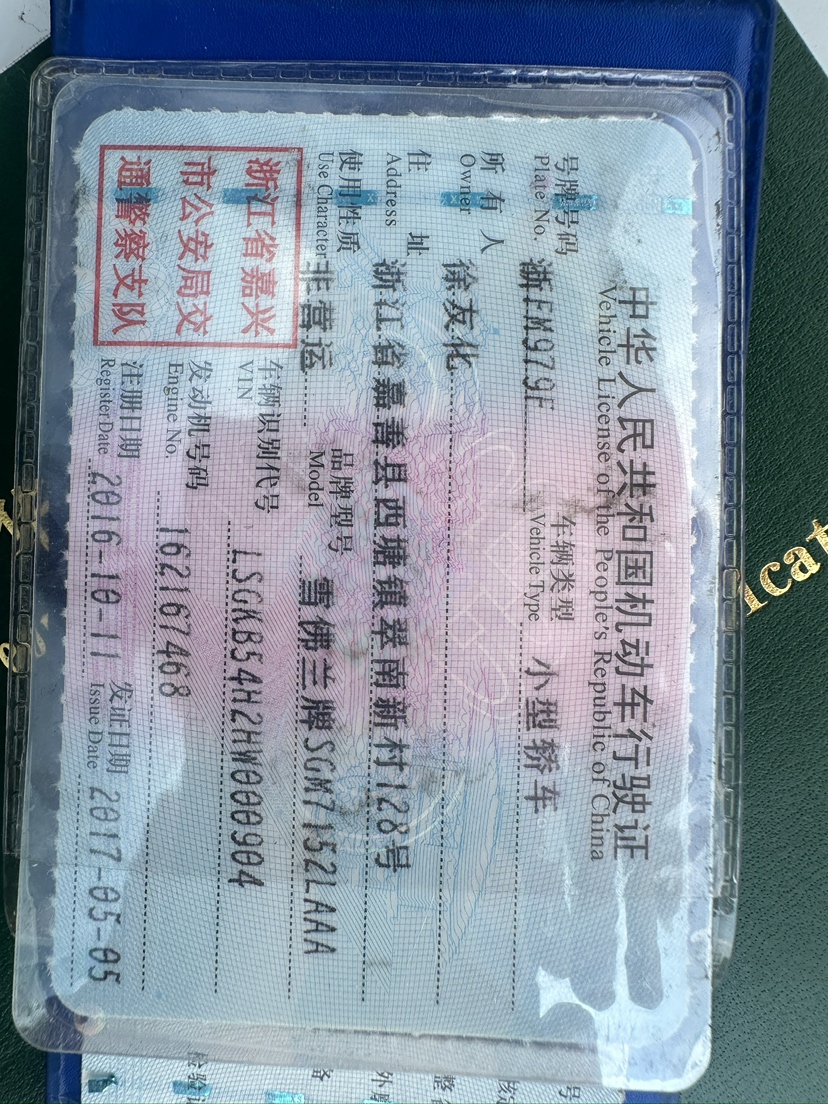 中华人民共和国机动车行驶证
Vehicle License of the People's Republic of China
号牌号码 浙FM979F 车辆类型 小型轿车
Plate No. Vehicle Type
所有人 徐友化
Owner
住址 浙江省嘉善县西塘镇翠南新村128号
Address
使用性质 非营运 品牌型号 雪佛兰牌SGM7152LAAA
Use Character Model
浙江省嘉兴
市公安局交
通警察支队
车辆识别代号 LSGKB54H2HW000904
VIN
发动机号码 162167468
Engine No.
注册日期 2016-10-11 发证日期 2017-05-05
Register Date Issue Date